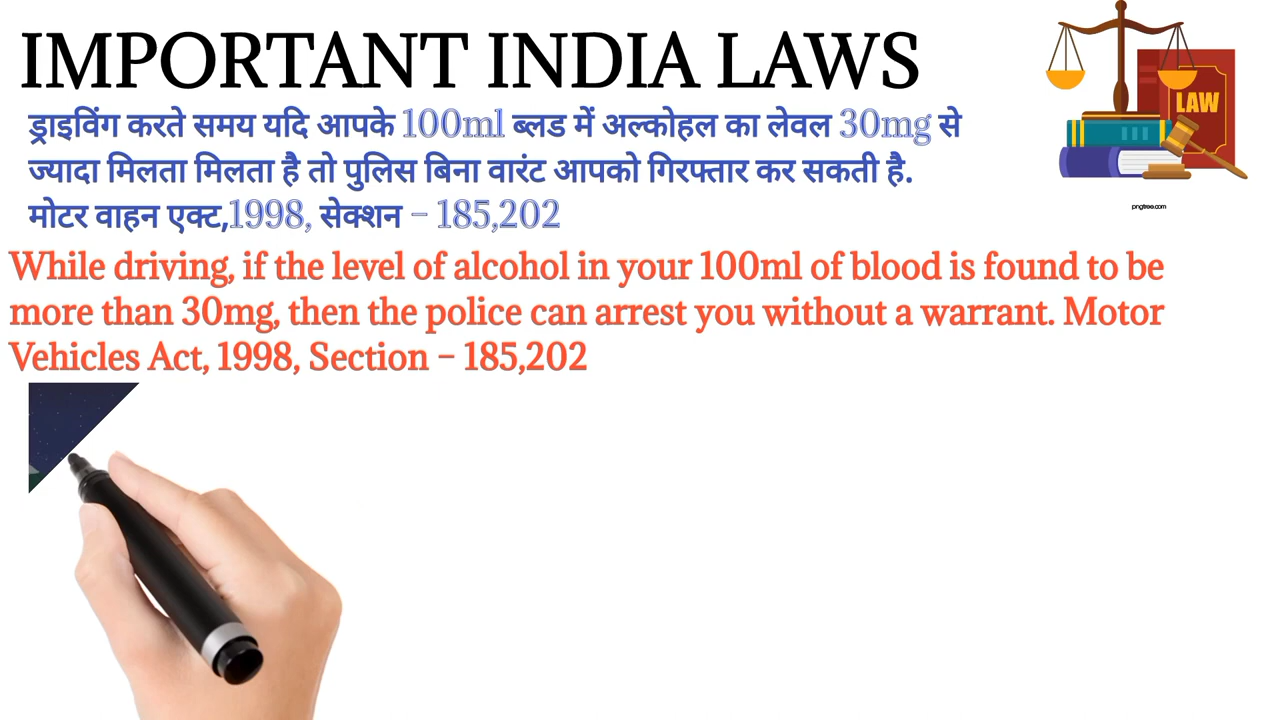 IMPORTANT INDIA LAWS
LAW
pngtree.com
ड्राइविंग करते समय यदि आपके 100ml ब्लड में अल्कोहल का लेवल 30mg से
ज्यादा मिलता मिलता है तो पुलिस बिना वारंट आपको गिरफ्तार कर सकती है.
मोटर वाहन एक्ट,1998, सेक्शन – 185,202
While driving, if the level of alcohol in your 100ml of blood is found to be
more than 30mg, then the police can arrest you without a warrant. Motor
Vehicles Act, 1998, Section – 185,202